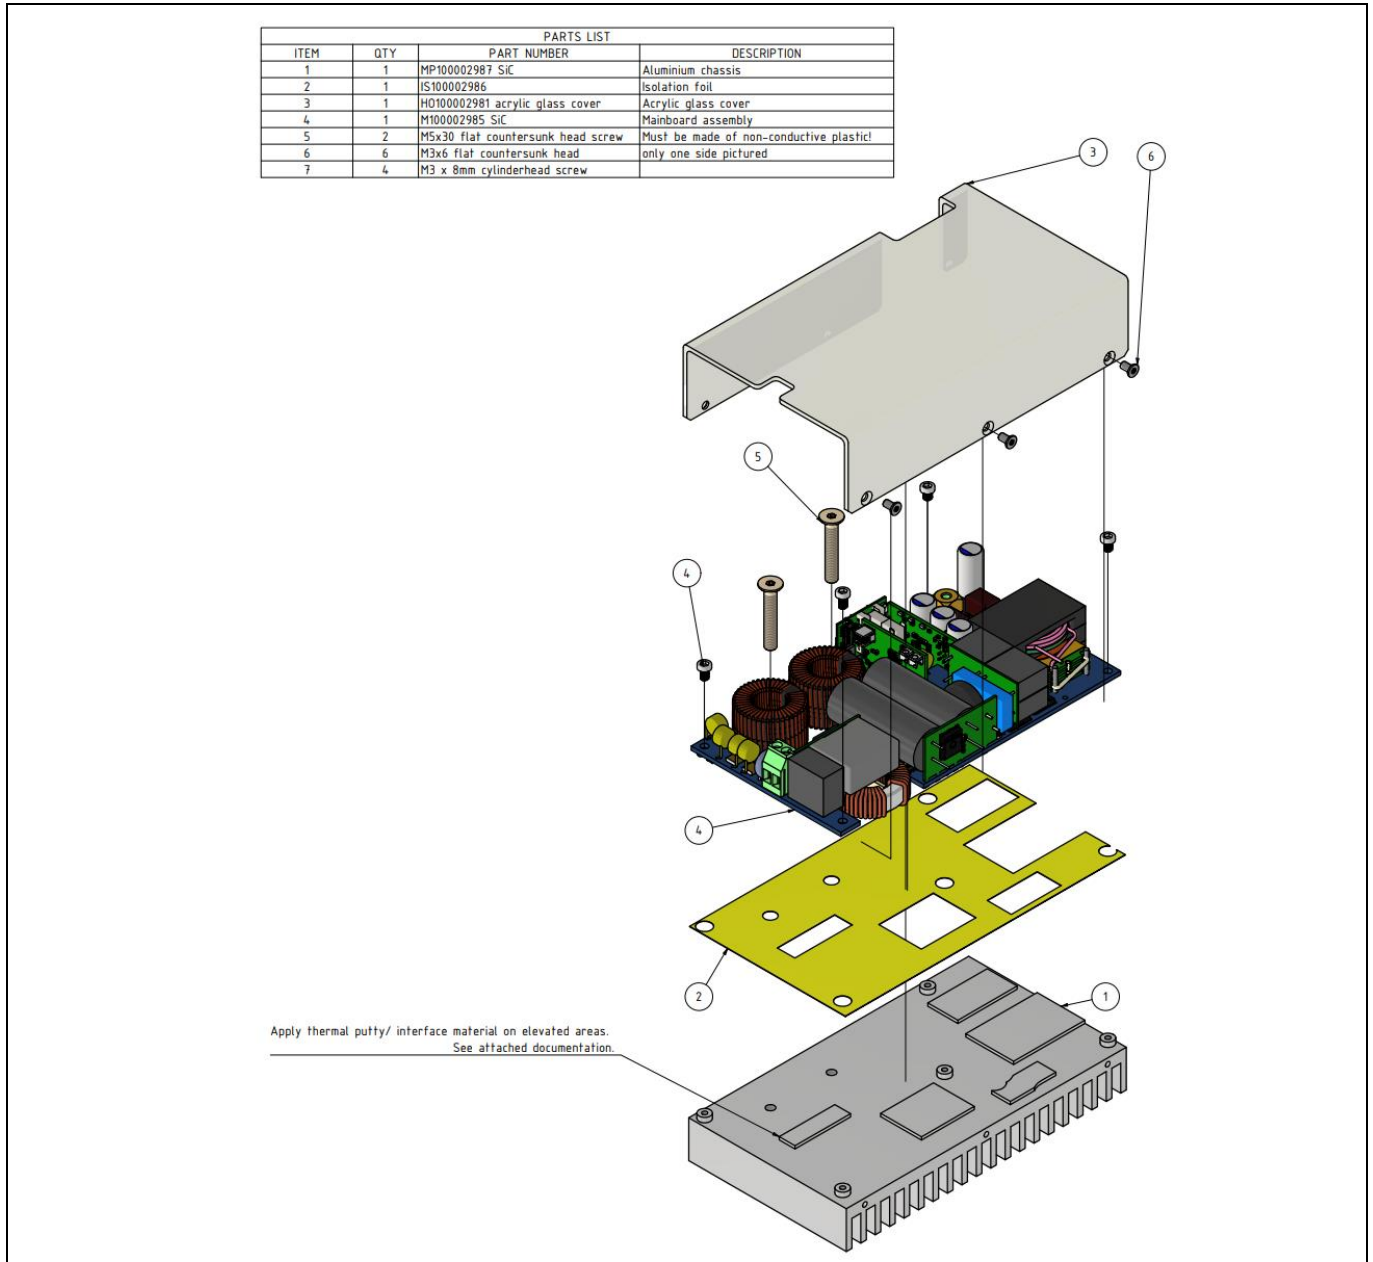 PARTS LIST
ITEM QTY PART NUMBER DESCRIPTION
1 1 MP100002987 SiC Aluminium chassis
2 1 IS100002986 Isolation foil
3 1 HO100002981 acrylic glass cover Acrylic glass cover
4 1 M100002985 SiC Mainboard assembly
5 2 M5x30 flat countersunk head screw Must be made of non-conductive plastic!
6 6 M3x6 flat countersunk head only one side pictured
7 4 M3 x 8mm cylinderhead screw
3
6
5
4
4
2
1
Apply thermal putty/ interface material on elevated areas.
See attached documentation.